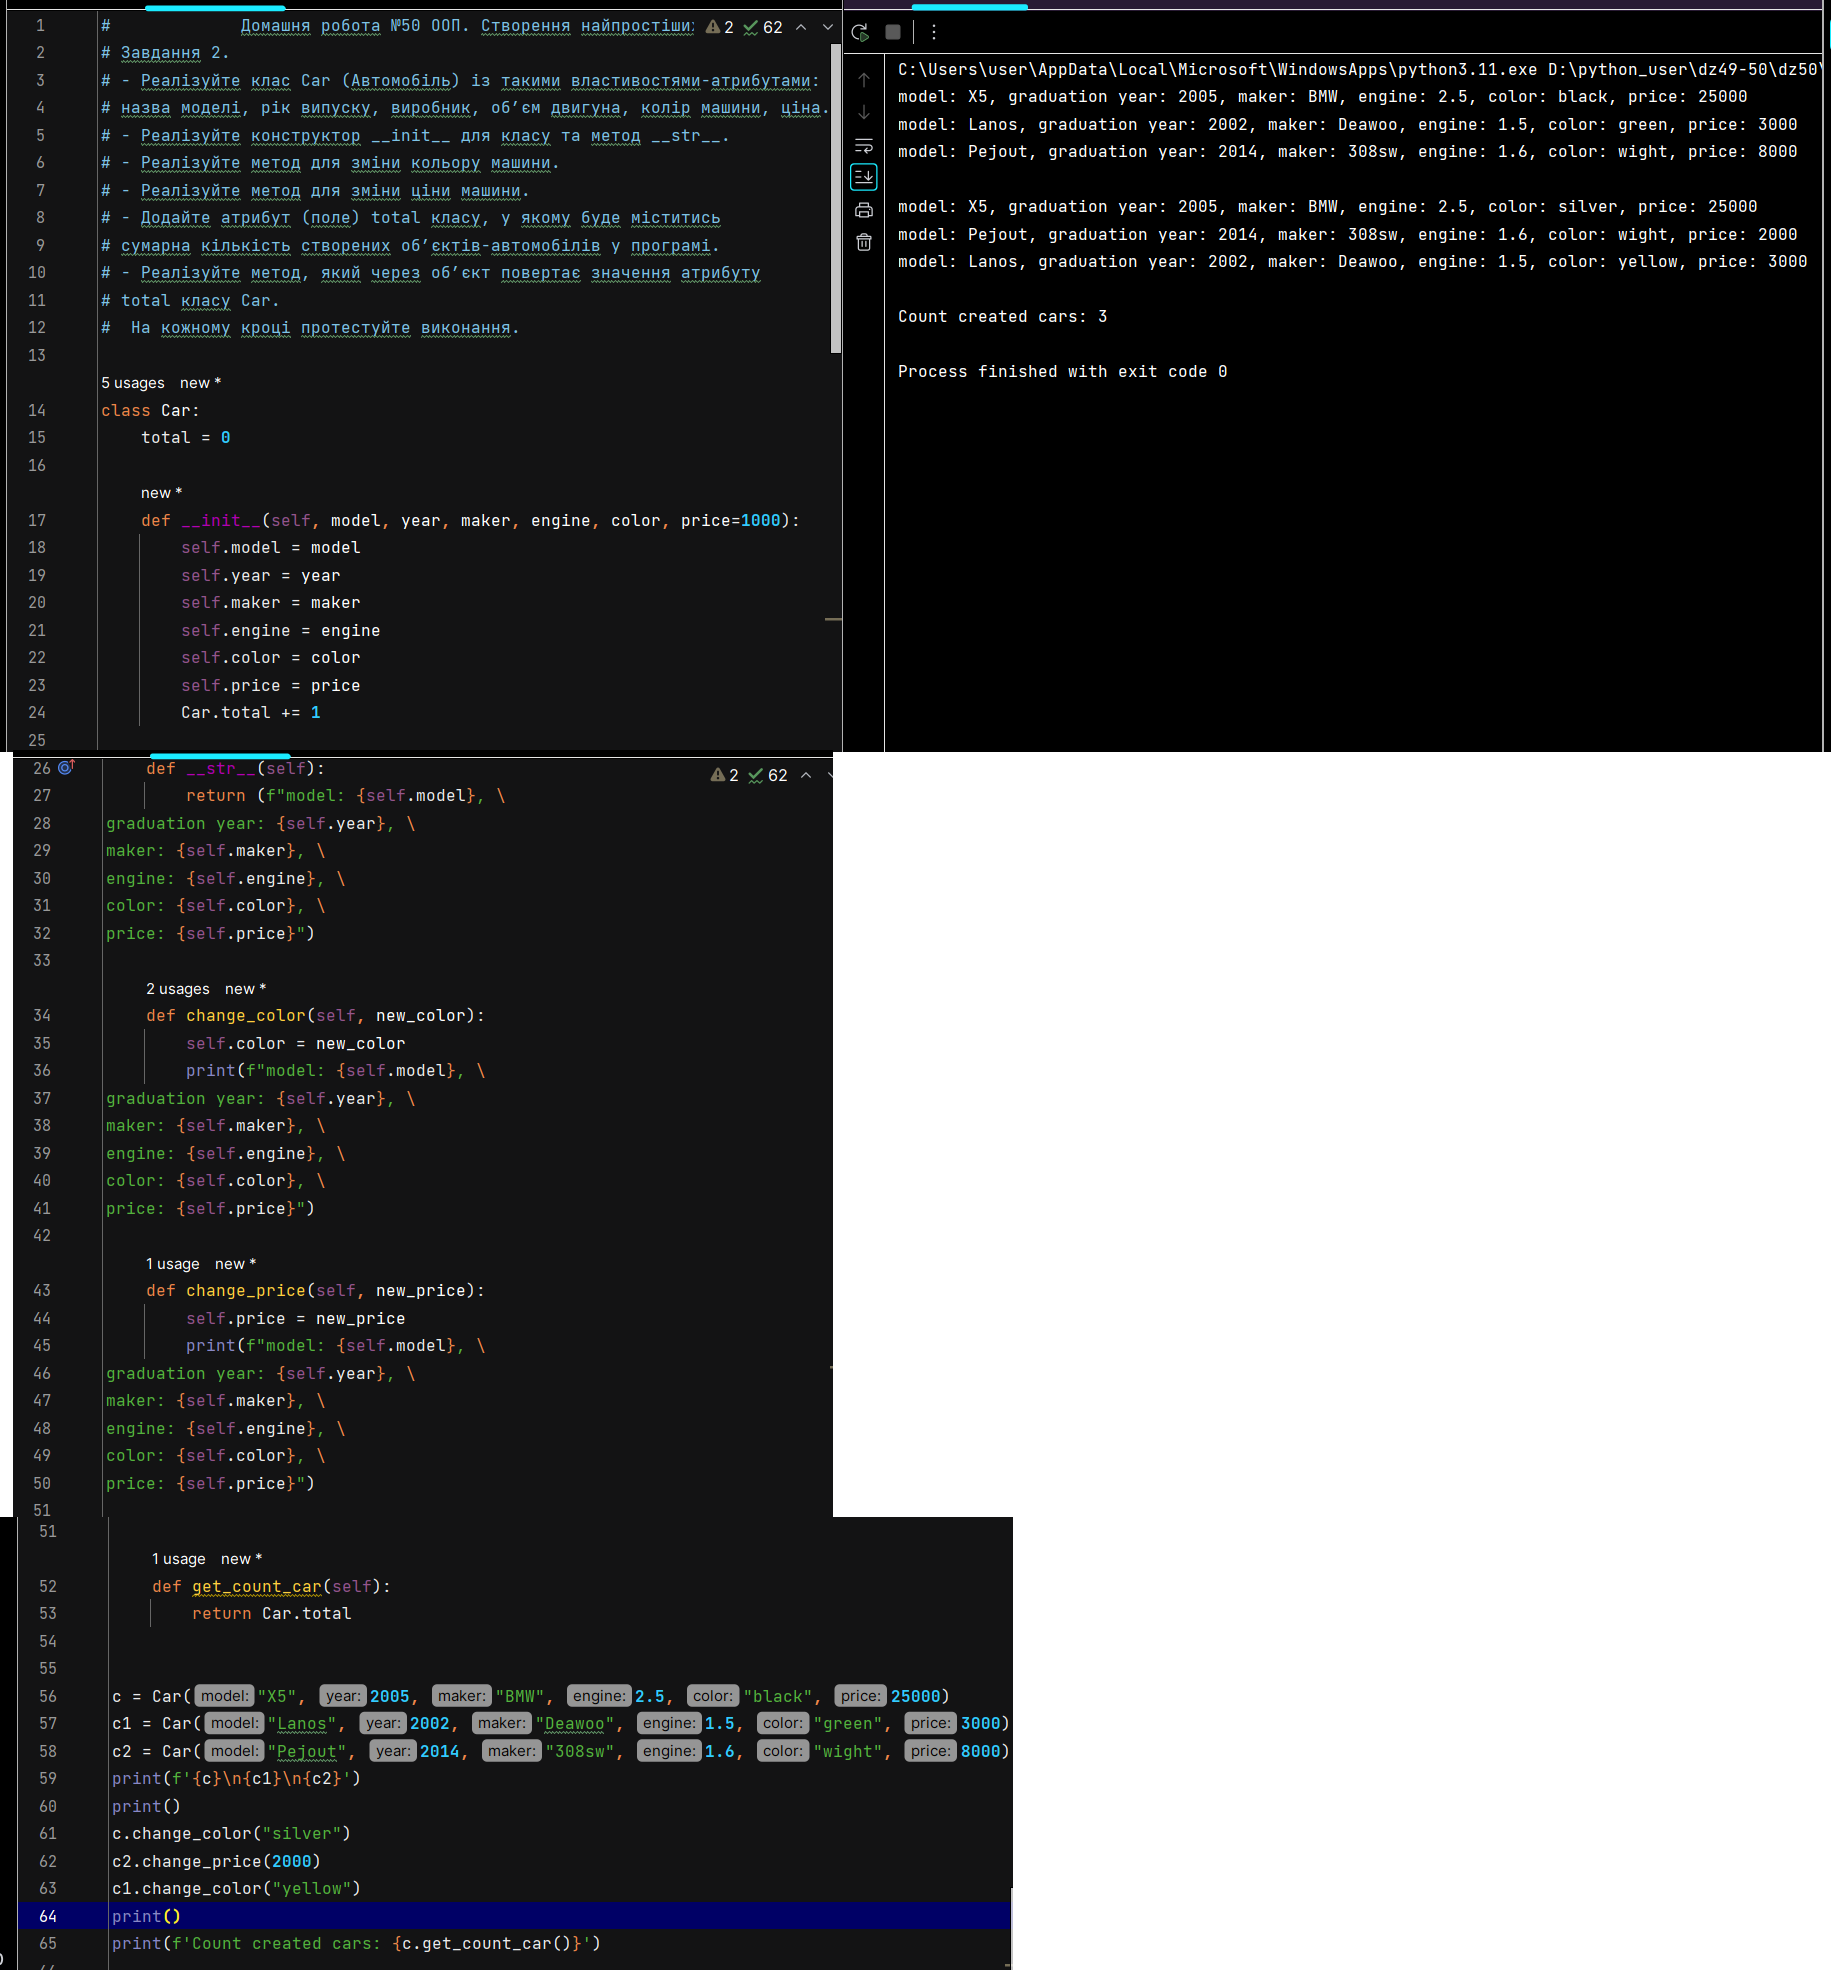 1 # Домашня робота №50 ООП. Створення найпростіши 2 62
2 # Завдання 2.
3 # - Реалізуйте клас Car (Автомобіль) із такими властивостями-атрибутами:
4 # назва моделі, рік випуску, виробник, об’єм двигуна, колір машини, ціна.
5 # - Реалізуйте конструктор __init__ для класу та метод __str__.
6 # - Реалізуйте метод для зміни кольору машини.
7 # - Реалізуйте метод для зміни ціни машини.
8 # - Додайте атрибут (поле) total класу, у якому буде міститись
9 # сумарна кількість створених об’єктів-автомобілів у програмі.
10 # - Реалізуйте метод, який через об’єкт повертає значення атрибуту
11 # total класу Car.
12 #  На кожному кроці протестуйте виконання.
13
5 usages new *
14 class Car:
15     total = 0
16
new *
17     def __init__(self, model, year, maker, engine, color, price=1000):
18         self.model = model
19         self.year = year
20         self.maker = maker
21         self.engine = engine
22         self.color = color
23         self.price = price
24         Car.total += 1
25
C:\Users\user\AppData\Local\Microsoft\WindowsApps\python3.11.exe D:\python_user\dz49-50\dz50\
model: X5, graduation year: 2005, maker: BMW, engine: 2.5, color: black, price: 25000
model: Lanos, graduation year: 2002, maker: Deawoo, engine: 1.5, color: green, price: 3000
model: Pejout, graduation year: 2014, maker: 308sw, engine: 1.6, color: wight, price: 8000
model: X5, graduation year: 2005, maker: BMW, engine: 2.5, color: silver, price: 25000
model: Pejout, graduation year: 2014, maker: 308sw, engine: 1.6, color: wight, price: 2000
model: Lanos, graduation year: 2002, maker: Deawoo, engine: 1.5, color: yellow, price: 3000
Count created cars: 3
Process finished with exit code 0
26     def __str__(self): 2 62
27         return (f"model: {self.model}, \
28 graduation year: {self.year}, \
29 maker: {self.maker}, \
30 engine: {self.engine}, \
31 color: {self.color}, \
32 price: {self.price}")
33
2 usages new *
34     def change_color(self, new_color):
35         self.color = new_color
36         print(f"model: {self.model}, \
37 graduation year: {self.year}, \
38 maker: {self.maker}, \
39 engine: {self.engine}, \
40 color: {self.color}, \
41 price: {self.price}")
42
1 usage new *
43     def change_price(self, new_price):
44         self.price = new_price
45         print(f"model: {self.model}, \
46 graduation year: {self.year}, \
47 maker: {self.maker}, \
48 engine: {self.engine}, \
49 color: {self.color}, \
50 price: {self.price}")
51
51
1 usage new *
52     def get_count_car(self):
53         return Car.total
54
55
56 c = Car( model: "X5", year: 2005, maker: "BMW", engine: 2.5, color: "black", price: 25000)
57 c1 = Car( model: "Lanos", year: 2002, maker: "Deawoo", engine: 1.5, color: "green", price: 3000)
58 c2 = Car( model: "Pejout", year: 2014, maker: "308sw", engine: 1.6, color: "wight", price: 8000)
59 print(f'{c}\n{c1}\n{c2}')
60 print()
61 c.change_color("silver")
62 c2.change_price(2000)
63 c1.change_color("yellow")
64 print()
65 print(f'Count created cars: {c.get_count_car()}')